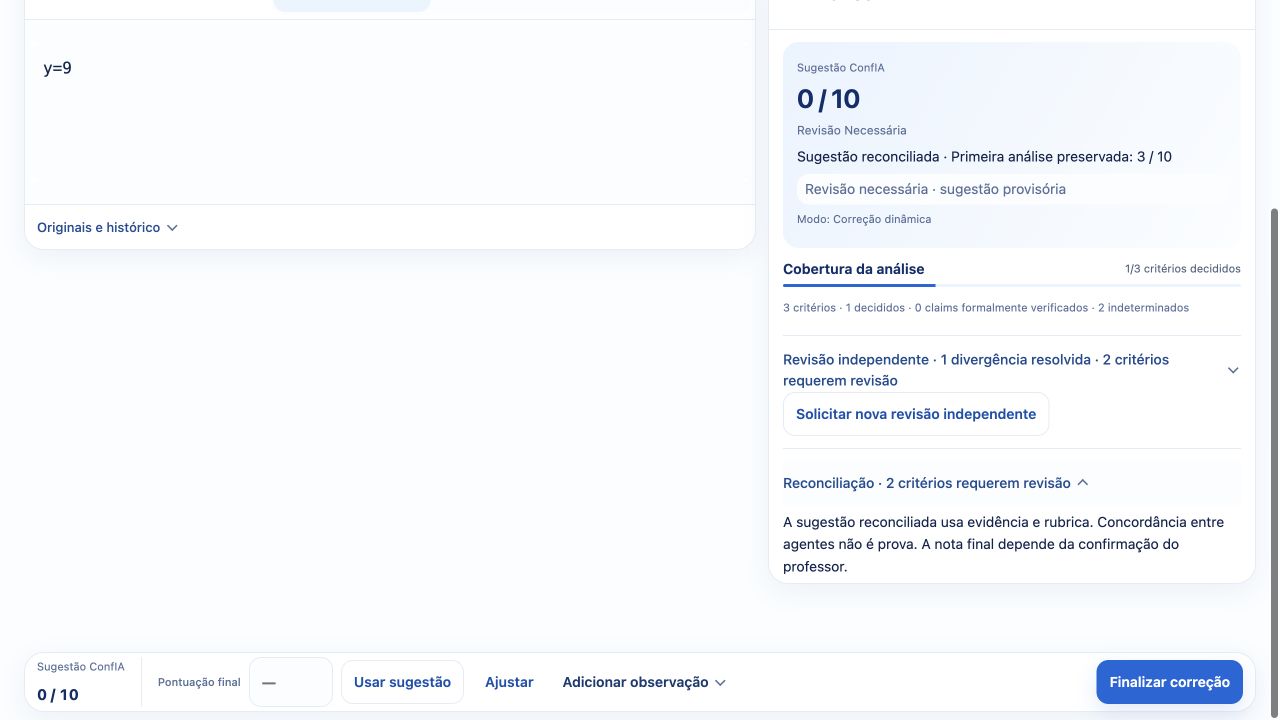 y=9
Originais e histórico
Sugestão ConfIA
0 / 10
Revisão Necessária
Sugestão reconciliada · Primeira análise preservada: 3 / 10
Revisão necessária · sugestão provisória
Modo: Correção dinâmica
Cobertura da análise
1/3 critérios decididos
3 critérios · 1 decididos · 0 claims formalmente verificados · 2 indeterminados
Revisão independente · 1 divergência resolvida · 2 critérios
requerem revisão
Solicitar nova revisão independente
Reconciliação · 2 critérios requerem revisão
A sugestão reconciliada usa evidência e rubrica. Concordância entre
agentes não é prova. A nota final depende da confirmação do
professor.
Sugestão ConfIA
0 / 10
Pontuação final
—
Usar sugestão
Ajustar
Adicionar observação
Finalizar correção